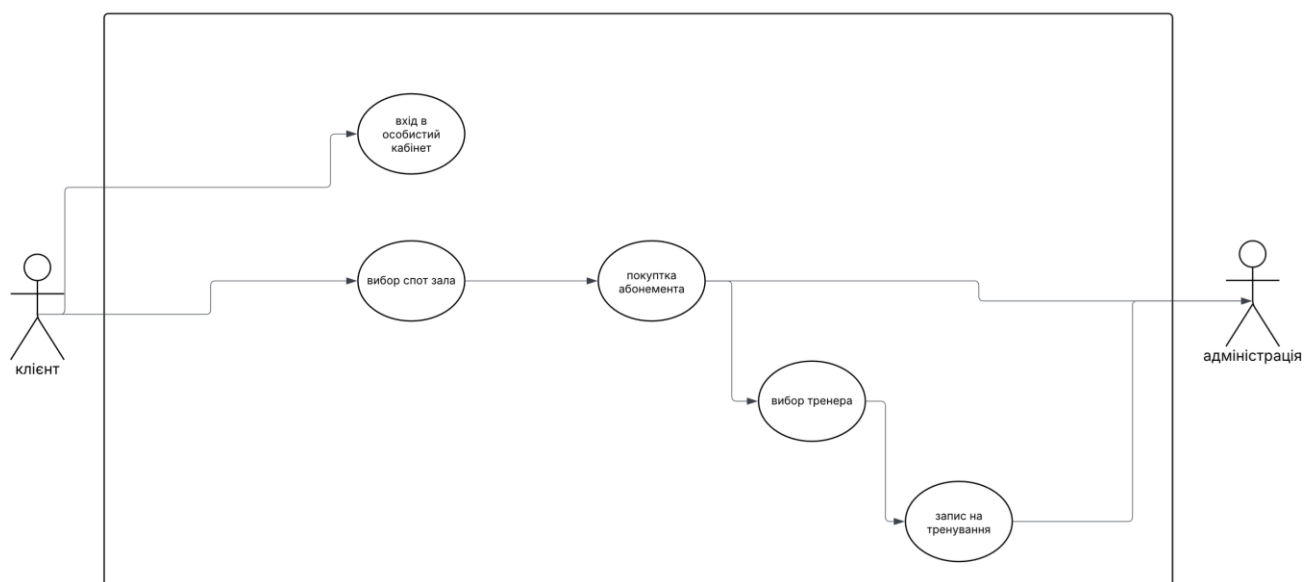 вхід в
особистий
кабінет
вибор спот зала
покуптка
абонемента
клієнт
адміністрація
вибор тренера
запис на
тренування